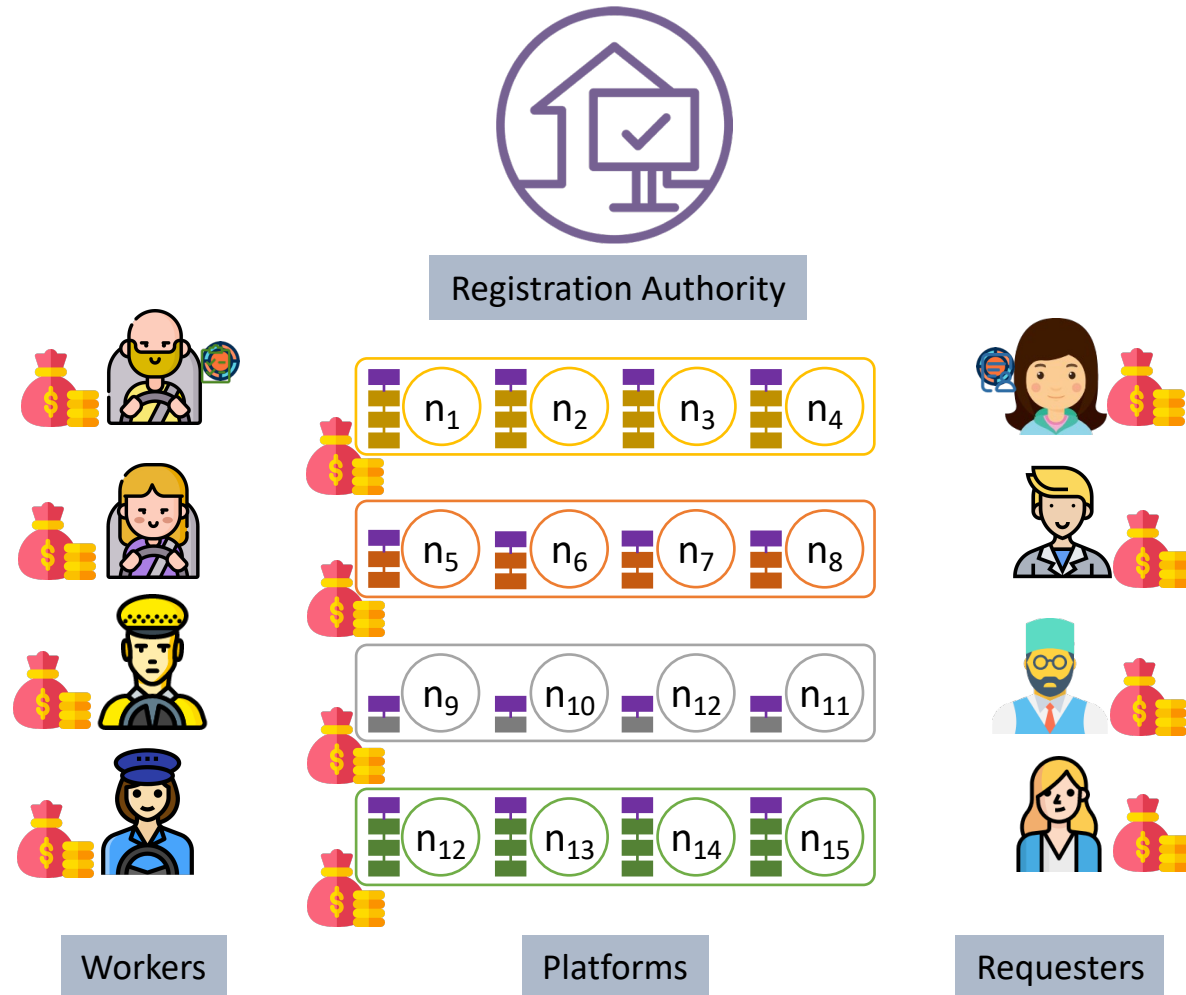 Registration Authority
n1 n2 n3 n4
n5 n6 n7 n8
n9 n10 n12 n11
n12 n13 n14 n15
$
$
$
$
$
$
$
$
$
$
$
$
Workers Platforms Requesters